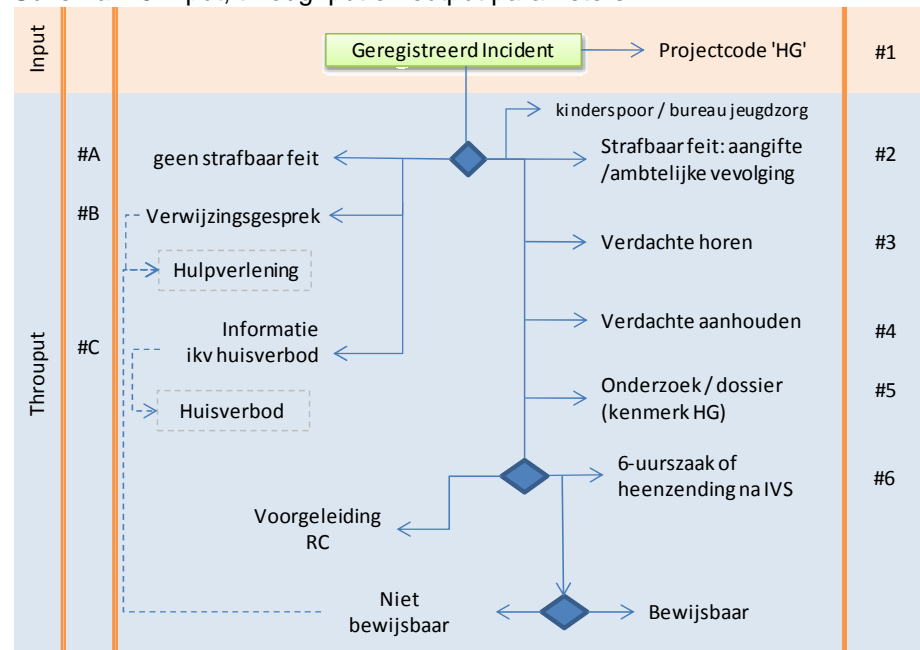 Input
Geregistreerd Incident
Projectcode 'HG'
#1
Throuput
kinderspoor / bureau jeugdzorg
#A
geen strafbaar feit
Strafbaar feit: aangifte
/ambtelijke vevolging
#2
#B
Verwijzingsgesprek
Hulpverlening
Verdachte horen
#3
#C
Informatie
ikv huisverbod
Verdachte aanhouden
#4
Huisverbod
Onderzoek / dossier
(kenmerk HG)
#5
6-uurszaak of
heenzending na IVS
#6
Voorgeleiding
RC
Niet
bewijsbaar
Bewijsbaar